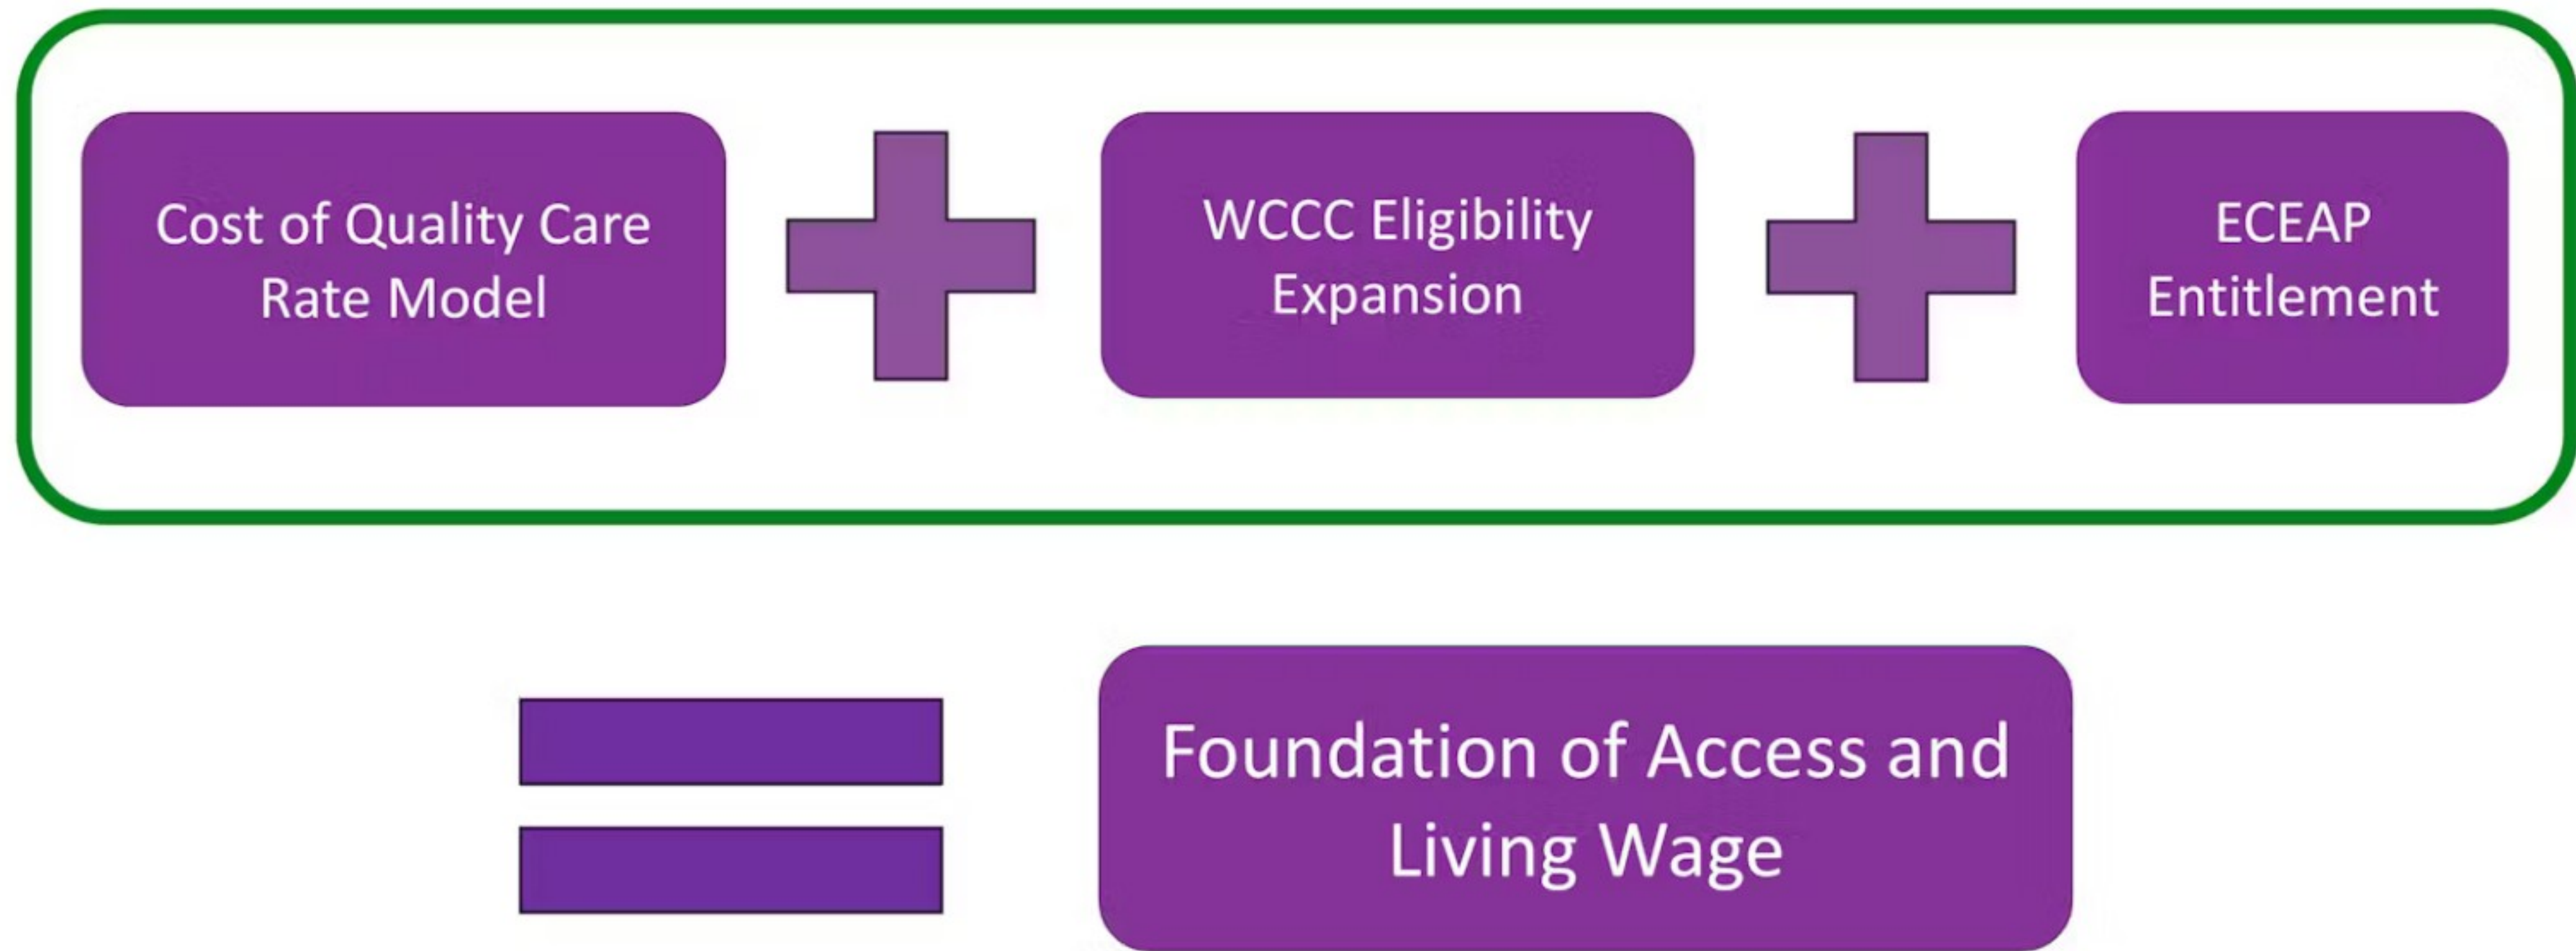 Cost of Quality Care
Rate Model
WCCC Eligibility
Expansion
ECEAP
Entitlement
Foundation of Access and
Living Wage